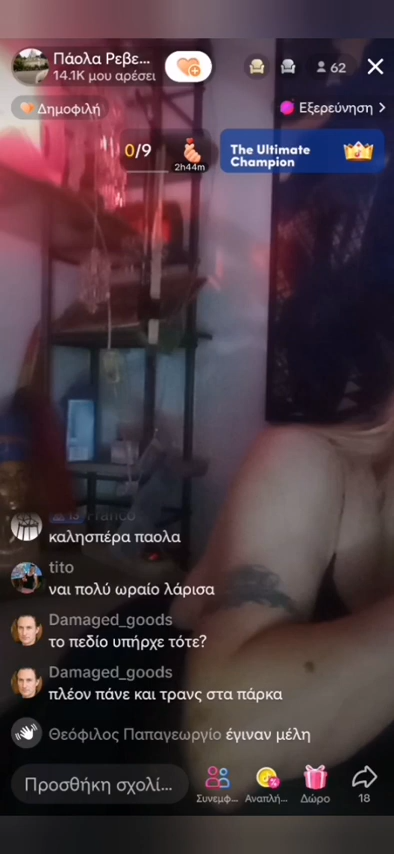 Πάολα Ρεβε...
14.1K μου αρέσει
62
Δημοφιλή
Εξερεύνηση
0/9
2h44m
The Ultimate
Champion
13 Franco
καλησπέρα παολα
tito
ναι πολύ ωραίο λάρισα
Damaged_goods
το πεδίο υπήρχε τότε?
Damaged_goods
πλέον πάνε και τρανς στα πάρκα
Θεόφιλος Παπαγεωργίο έγιναν μέλη
Προσθήκη σχολί...
Συνεμφ...
Αναπλή...
Δώρο
18